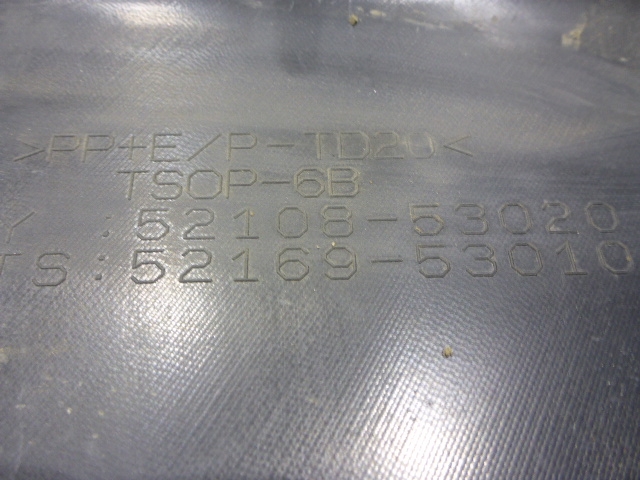 >PP+E/P-TD20<
TSOP-6B
Y : 52108-53020
TS: 52169-53010